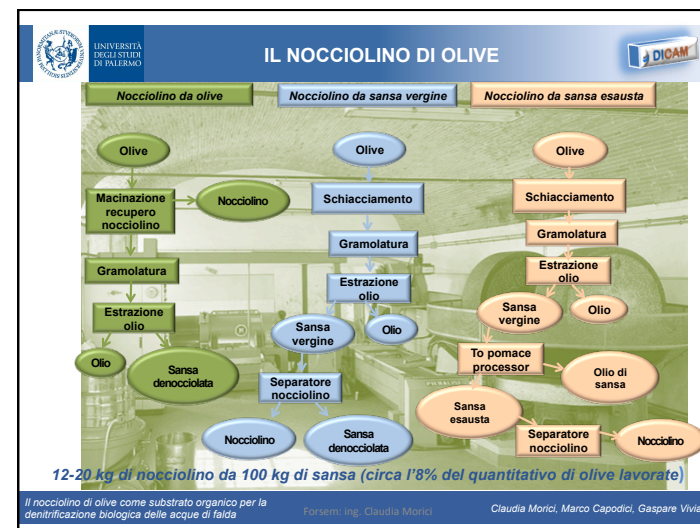 UNIVERSITÀ
DEGLI STUDI
DI PALERMO
IL NOCCIOLINO DI OLIVE
DICAM
Nocciolino da olive
Nocciolino da sansa vergine
Nocciolino da sansa esausta
Olive
Macinazione
recupero
nocciolino
Nocciolino
Gramolatura
Estrazione
olio
Olio
Sansa
denocciolata
Olive
Schiacciamento
Gramolatura
Estrazione
olio
Sansa
vergine
Olio
Separatore
nocciolino
Nocciolino
Sansa
denocciolata
Olive
Schiacciamento
Gramolatura
Estrazione
olio
Sansa
vergine
Olio
To pomace
processor
Olio di
sansa
Sansa
esausta
Separatore
nocciolino
Nocciolino
12-20 kg di nocciolino da 100 kg di sansa (circa l'8% del quantitativo di olive lavorate)
Il nocciolino di olive come substrato organico per la
denitrificazione biologica delle acque di falda
Forsem: ing. Claudia Morici
Claudia Morici, Marco Capodici, Gaspare Vivia